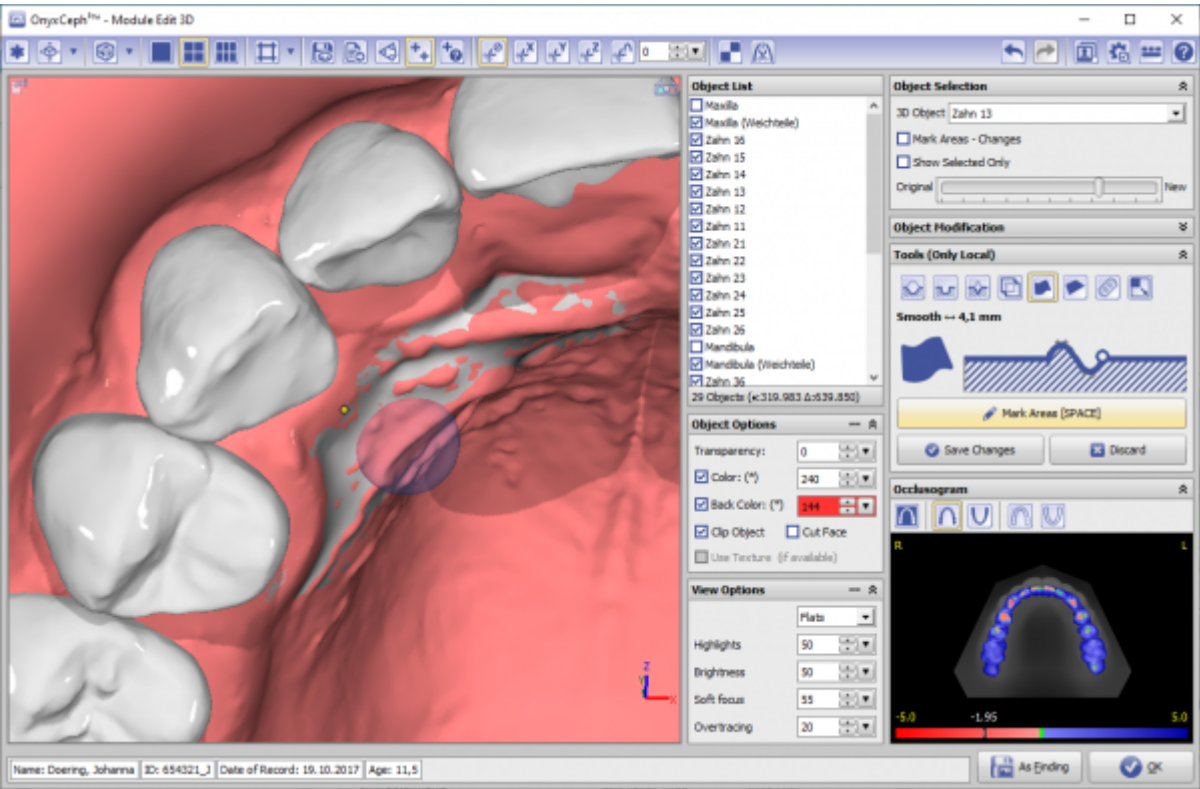 OnyxCeph³™ - Module Edit 3D
0
Object List
Maxilla
Maxilla (Weichteile)
Zahn 16
Zahn 15
Zahn 14
Zahn 13
Zahn 12
Zahn 11
Zahn 21
Zahn 22
Zahn 23
Zahn 24
Zahn 25
Zahn 26
Mandibula
Mandibula (Weichteile)
Zahn 36
29 Objects (•:319.983 Δ:639.850)
Object Options
Transparency: 0
Color: (*) 240
Back Color: (*) 144
Clip Object Cut Face
Use Texture (if available)
View Options
Flats
Highlights 50
Brightness 50
Soft focus 55
Overtracing 20
Object Selection
3D Object Zahn 13
Mark Areas - Changes
Show Selected Only
Original New
Object Modification
Tools (Only Local)
Smooth ↔ 4,1 mm
Mark Areas [SPACE]
Save Changes Discard
Occlusogram
R L
-5.0 -1.95 5.0
Z
Y
X
Name: Doering, Johanna ID: 654321_J Date of Record: 19.10.2017 Age: 11,5
As Finding OK